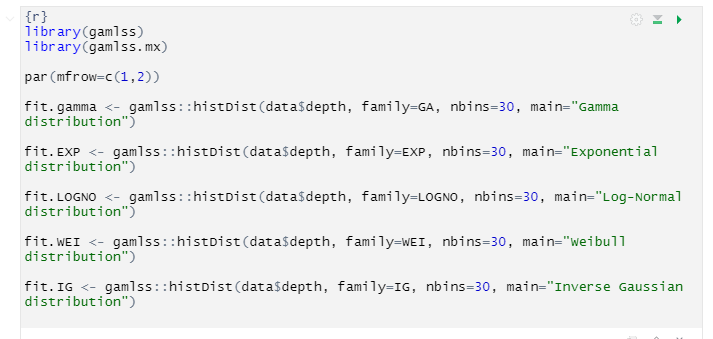 {r}
library(gamlss)
library(gamlss.mx)
par(mfrow=c(1,2))
fit.gamma <- gamlss::histDist(data$depth, family=GA, nbins=30, main="Gamma
distribution")
fit.EXP <- gamlss::histDist(data$depth, family=EXP, nbins=30, main="Exponential
distribution")
fit.LOGNO <- gamlss::histDist(data$depth, family=LOGNO, nbins=30, main="Log-Normal
distribution")
fit.WEI <- gamlss::histDist(data$depth, family=WEI, nbins=30, main="Weibull
distribution")
fit.IG <- gamlss::histDist(data$depth, family=IG, nbins=30, main="Inverse Gaussian
distribution")